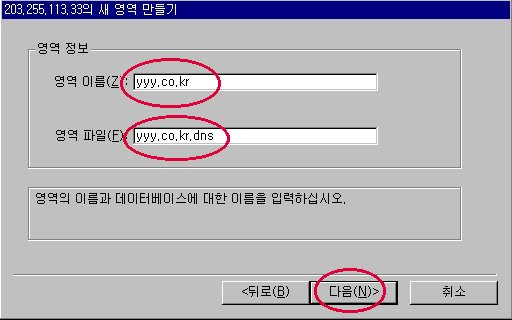 203,255,113,33의 새 영역 만들기
영역 정보
영역 이름(Z): yyy.co.kr
영역 파일(F): yyy.co.kr.dns
영역의 이름과 데이터베이스에 대한 이름을 입력하십시오.
<뒤로(B) 다음(N)> 취소